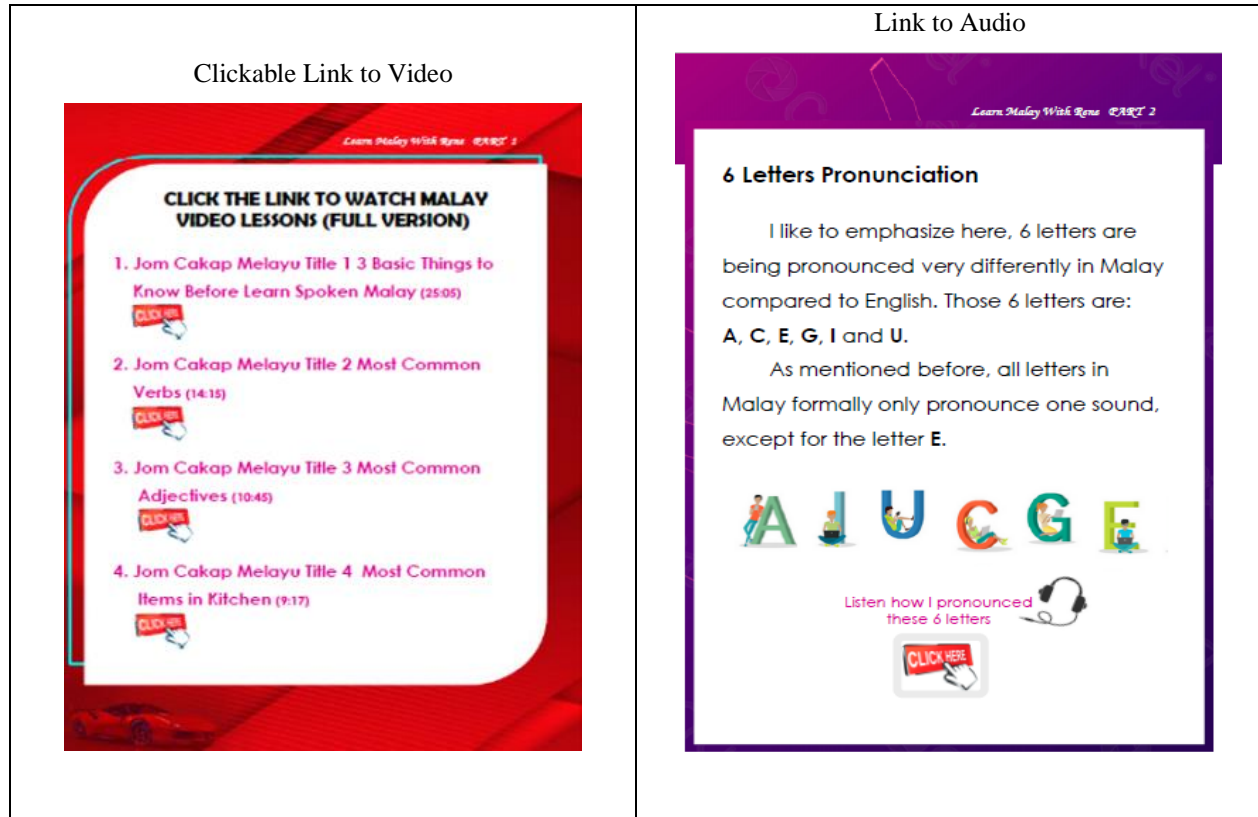 Clickable Link to Video
Learn Malay With Rene PART 1
CLICK THE LINK TO WATCH MALAY
VIDEO LESSONS (FULL VERSION)
1. Jom Cakap Melayu Title 1 3 Basic Things to
Know Before Learn Spoken Malay (25:05)
CLICK HERE
2. Jom Cakap Melayu Title 2 Most Common
Verbs (14:15)
CLICK HERE
3. Jom Cakap Melayu Title 3 Most Common
Adjectives (10:45)
CLICK HERE
4. Jom Cakap Melayu Title 4 Most Common
Items in Kitchen (9:17)
CLICK HERE
Link to Audio
Learn Malay With Rene PART 2
6 Letters Pronunciation
I like to emphasize here, 6 letters are
being pronounced very differently in Malay
compared to English. Those 6 letters are:
A, C, E, G, I and U.
As mentioned before, all letters in
Malay formally only pronounce one sound,
except for the letter E.
A I U C G E
Listen how I pronounced
these 6 letters
CLICK HERE